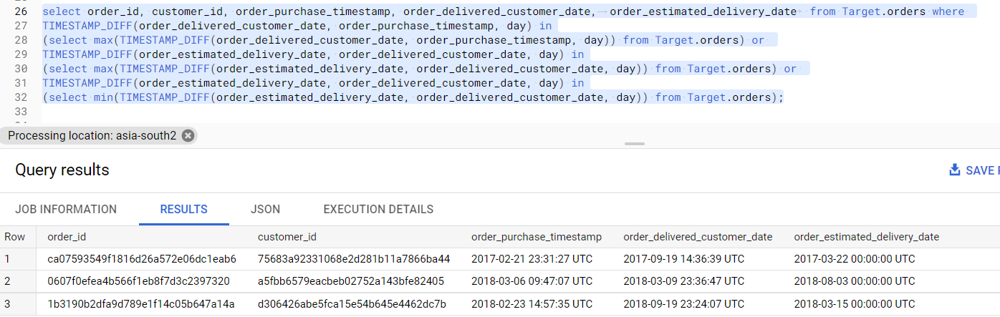 26 select order_id, customer_id, order_purchase_timestamp, order_delivered_customer_date, order_estimated_delivery_date from Target.orders where
27 TIMESTAMP_DIFF(order_delivered_customer_date, order_purchase_timestamp, day) in
28 (select max(TIMESTAMP_DIFF(order_delivered_customer_date, order_purchase_timestamp, day)) from Target.orders) or
29 TIMESTAMP_DIFF(order_estimated_delivery_date, order_delivered_customer_date, day) in
30 (select max(TIMESTAMP_DIFF(order_estimated_delivery_date, order_delivered_customer_date, day)) from Target.orders) or
31 TIMESTAMP_DIFF(order_estimated_delivery_date, order_delivered_customer_date, day) in
32 (select min(TIMESTAMP_DIFF(order_estimated_delivery_date, order_delivered_customer_date, day)) from Target.orders);
33
Processing location: asia-south2
Query results SAVE
JOB INFORMATION RESULTS JSON EXECUTION DETAILS
Row order_id customer_id order_purchase_timestamp order_delivered_customer_date order_estimated_delivery_date
1 ca07593549f1816d26a572e06dc1eab6 75683a92331068e2d281b11a7866ba44 2017-02-21 23:31:27 UTC 2017-09-19 14:36:39 UTC 2017-03-22 00:00:00 UTC
2 0607f0efea4b566f1eb8f7d3c2397320 a5fbb6579eacbeb02752a143bfe82405 2018-03-06 09:47:07 UTC 2018-03-09 23:36:47 UTC 2018-08-03 00:00:00 UTC
3 1b3190b2dfa9d789e1f14c05b647a14a d306426abe5fca15e54b645e4462dc7b 2018-02-23 14:57:35 UTC 2018-09-19 23:24:07 UTC 2018-03-15 00:00:00 UTC